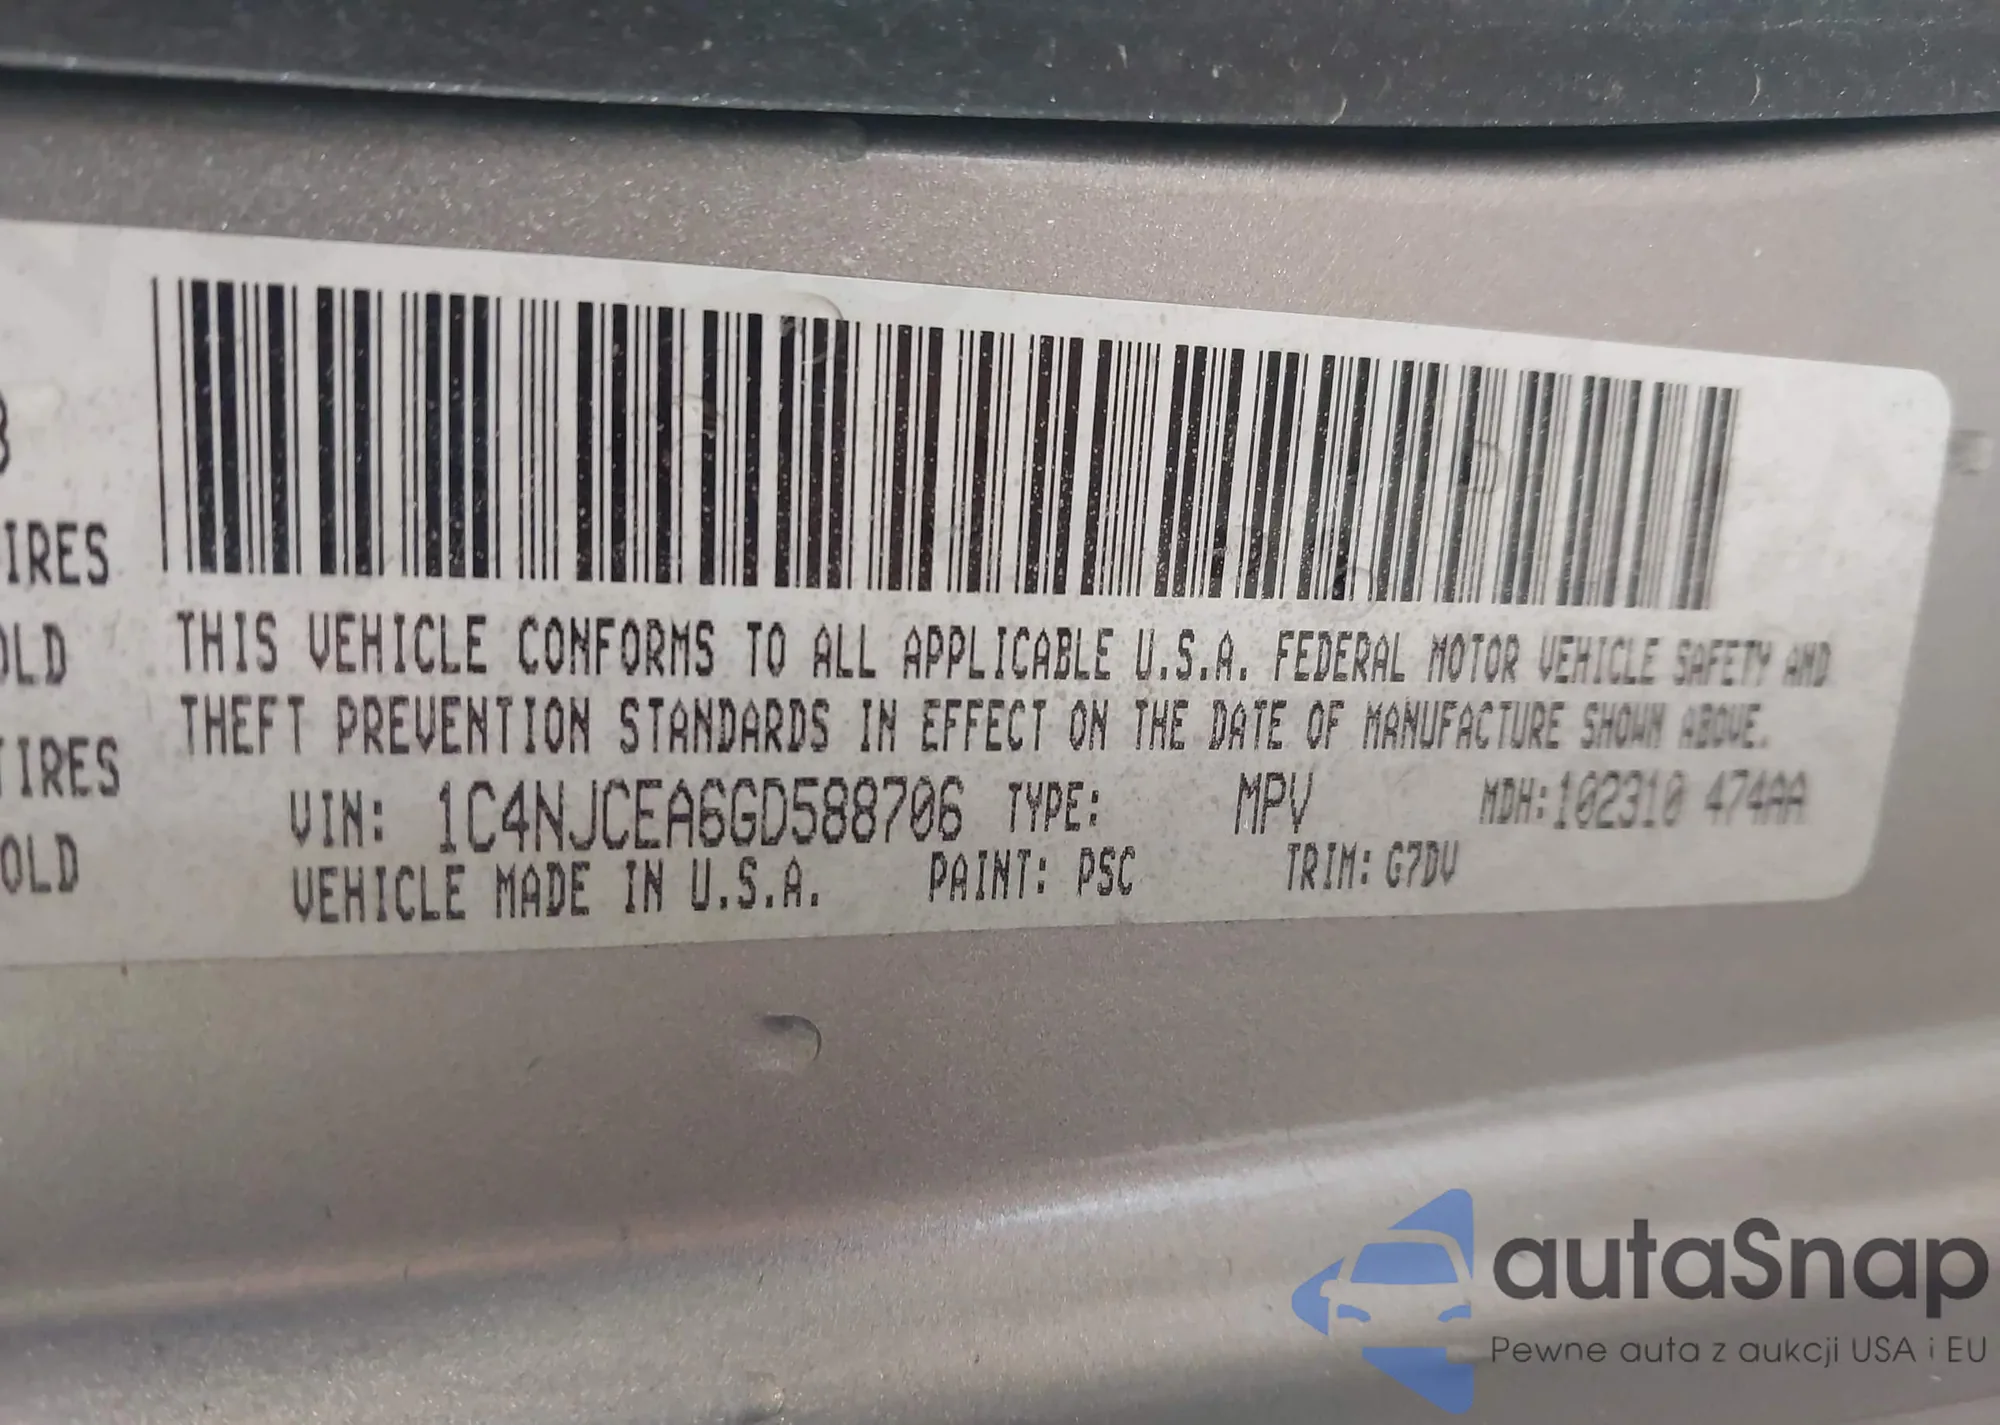 8
IRES
OLD
TIRES
OLD
THIS VEHICLE CONFORMS TO ALL APPLICABLE U.S.A. FEDERAL MOTOR VEHICLE SAFETY AND
THEFT PREVENTION STANDARDS IN EFFECT ON THE DATE OF MANUFACTURE SHOWN ABOVE.
VIN: 1C4NJCEA6GD588706 TYPE: MPV MDH:102310 474AA
VEHICLE MADE IN U.S.A. PAINT: PSC TRIM: G7DV
autaSnap
Pewne auta z aukcji USA i EU